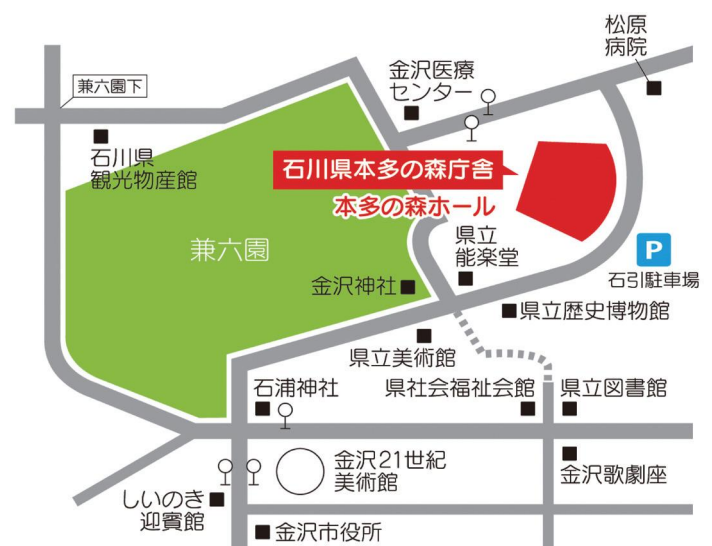 松原
病院
金沢医療
センター
兼六園下
石川県
観光物産館
石川県本多の森庁舎
本多の森ホール
兼六園
県立
能楽堂
P
石引駐車場
金沢神社
県立歴史博物館
県立美術館
石浦神社
県社会福祉会館
県立図書館
金沢21世紀
美術館
金沢歌劇座
しいのき
迎賓館
金沢市役所